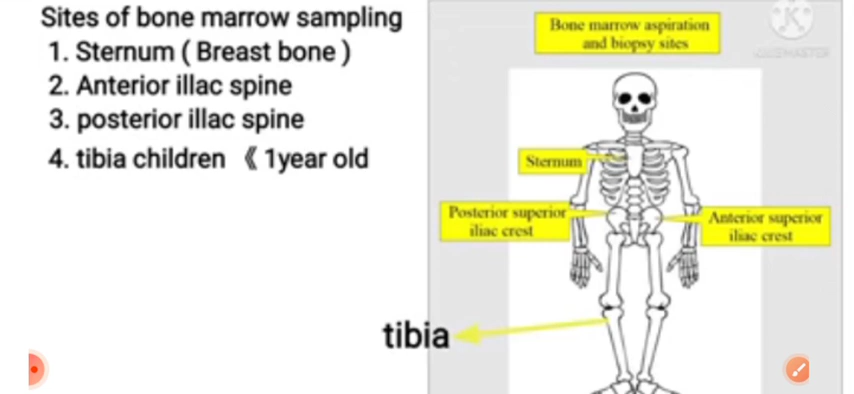 Sites of bone marrow sampling
1. Sternum ( Breast bone )
2. Anterior illac spine
3. posterior illac spine
4. tibia children 《 1year old
Bone marrow aspiration
and biopsy sites
Sternum
Posterior superior
iliac crest
Anterior superior
iliac crest
tibia